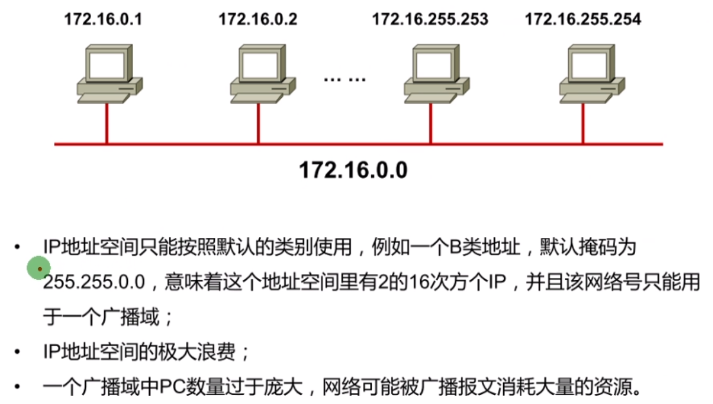 172.16.0.1 172.16.0.2 172.16.255.253 172.16.255.254
... ...
172.16.0.0
• IP地址空间只能按照默认的类别使用，例如一个B类地址，默认掩码为
255.255.0.0，意味着这个地址空间里有2的16次方个IP，并且该网络号只能用
于一个广播域；
• IP地址空间的极大浪费；
• 一个广播域中PC数量过于庞大，网络可能被广播报文消耗大量的资源。